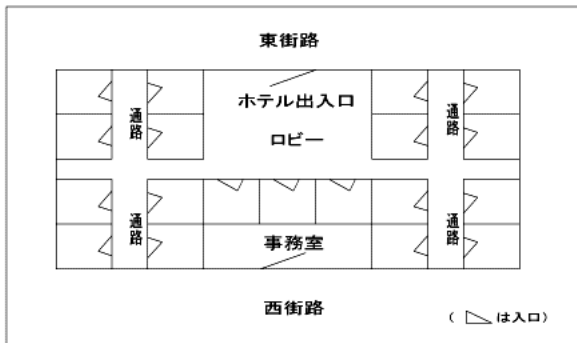 東街路
ホテル出入口
ロビー
通路
通路
通路
通路
事務室
西街路
( は入口)